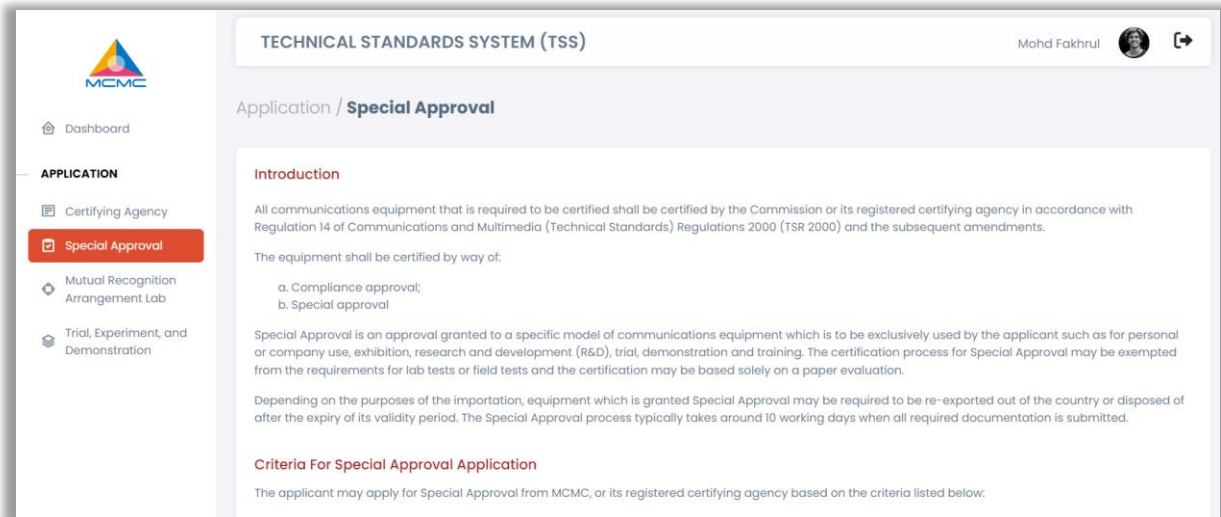 MCMC
TECHNICAL STANDARDS SYSTEM (TSS)
Mohd Fakhrul
Dashboard
APPLICATION
Certifying Agency
Special Approval
Mutual Recognition
Arrangement Lab
Trial, Experiment, and
Demonstration
Application / Special Approval
Introduction
All communications equipment that is required to be certified shall be certified by the Commission or its registered certifying agency in accordance with
Regulation 14 of Communications and Multimedia (Technical Standards) Regulations 2000 (TSR 2000) and the subsequent amendments.
The equipment shall be certified by way of:
a. Compliance approval;
b. Special approval
Special Approval is an approval granted to a specific model of communications equipment which is to be exclusively used by the applicant such as for personal
or company use, exhibition, research and development (R&D), trial, demonstration and training. The certification process for Special Approval may be exempted
from the requirements for lab tests or field tests and the certification may be based solely on a paper evaluation.
Depending on the purposes of the importation, equipment which is granted Special Approval may be required to be re-exported out of the country or disposed of
after the expiry of its validity period. The Special Approval process typically takes around 10 working days when all required documentation is submitted.
Criteria For Special Approval Application
The applicant may apply for Special Approval from MCMC, or its registered certifying agency based on the criteria listed below: